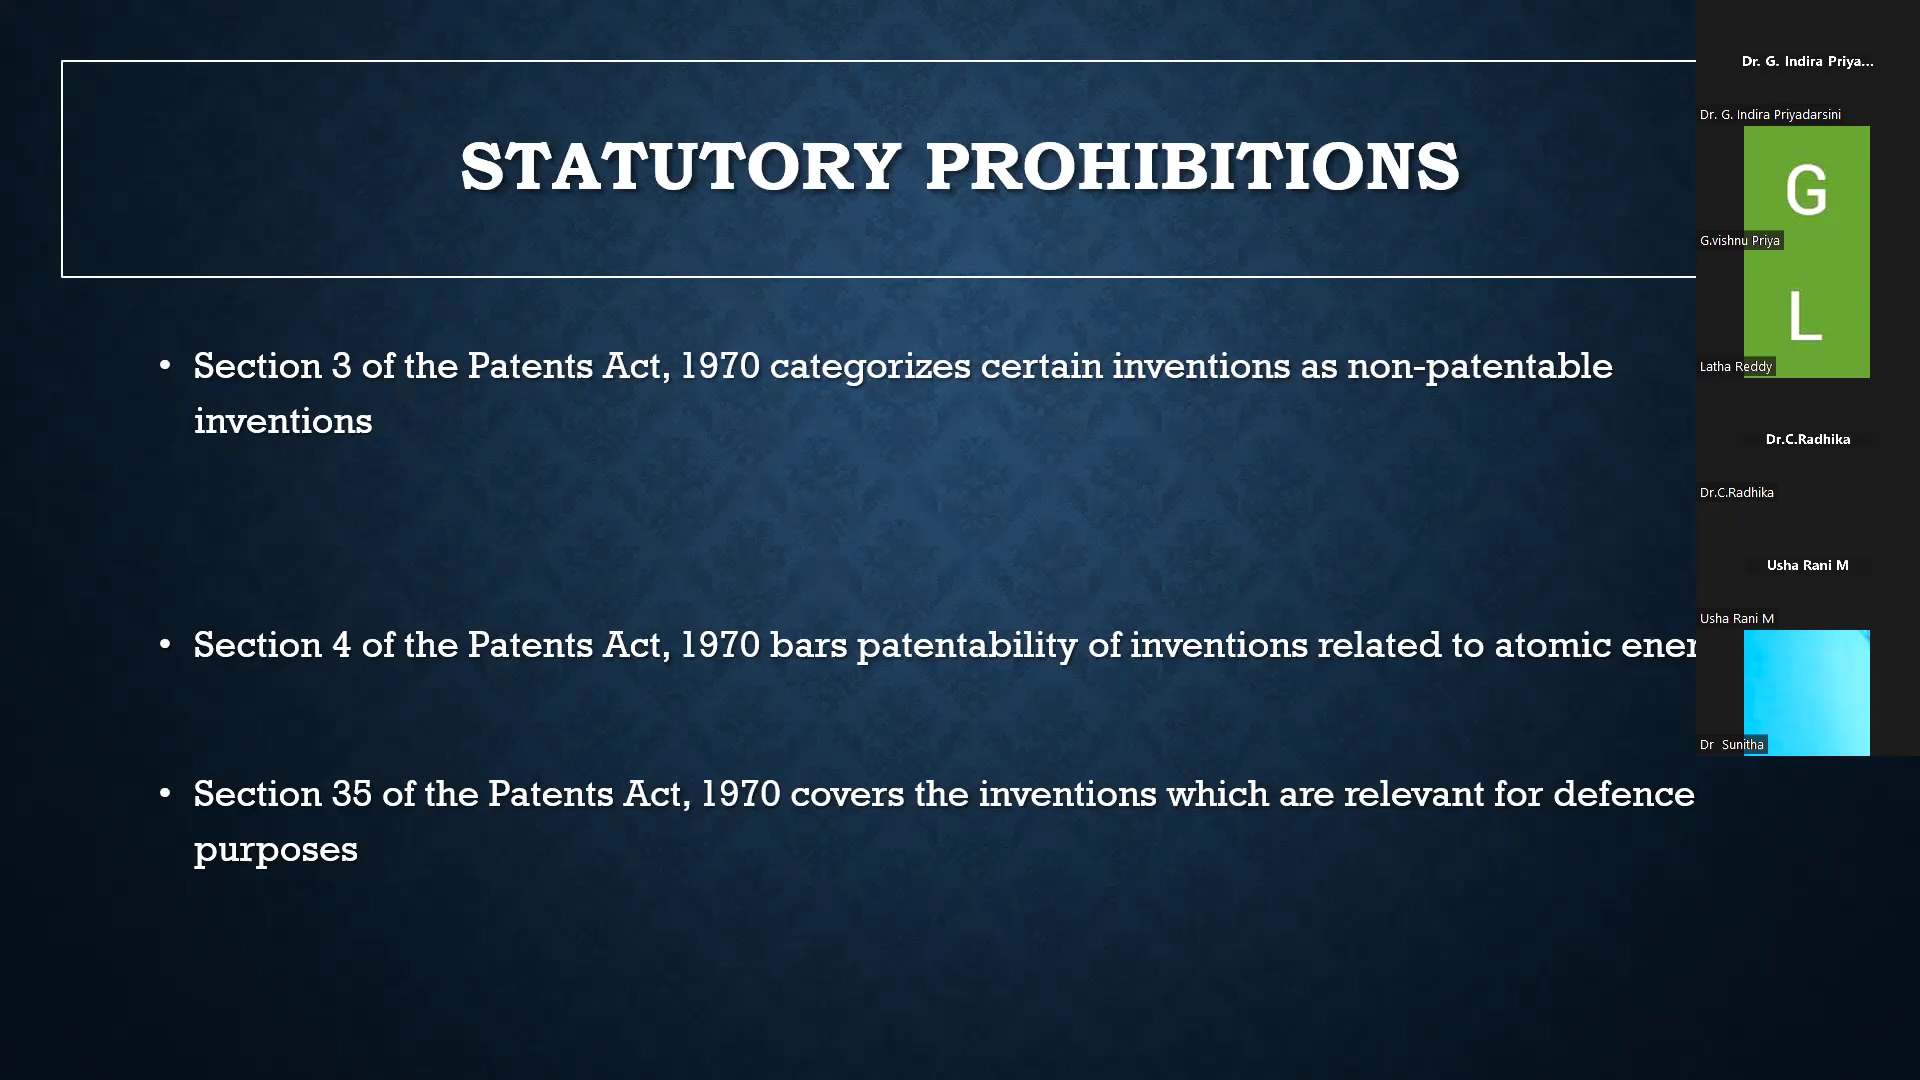 STATUTORY PROHIBITIONS
• Section 3 of the Patents Act, 1970 categorizes certain inventions as non-patentable
inventions
• Section 4 of the Patents Act, 1970 bars patentability of inventions related to atomic
• Section 35 of the Patents Act, 1970 covers the inventions which are relevant for defence
purposes
Dr. G. Indira Priya...
Dr. G. Indira Priyadarsini
G
G.vishnu Priya
L
Latha Reddy
Dr.C.Radhika
Dr.C.Radhika
Usha Rani M
Usha Rani M
Dr Sunitha